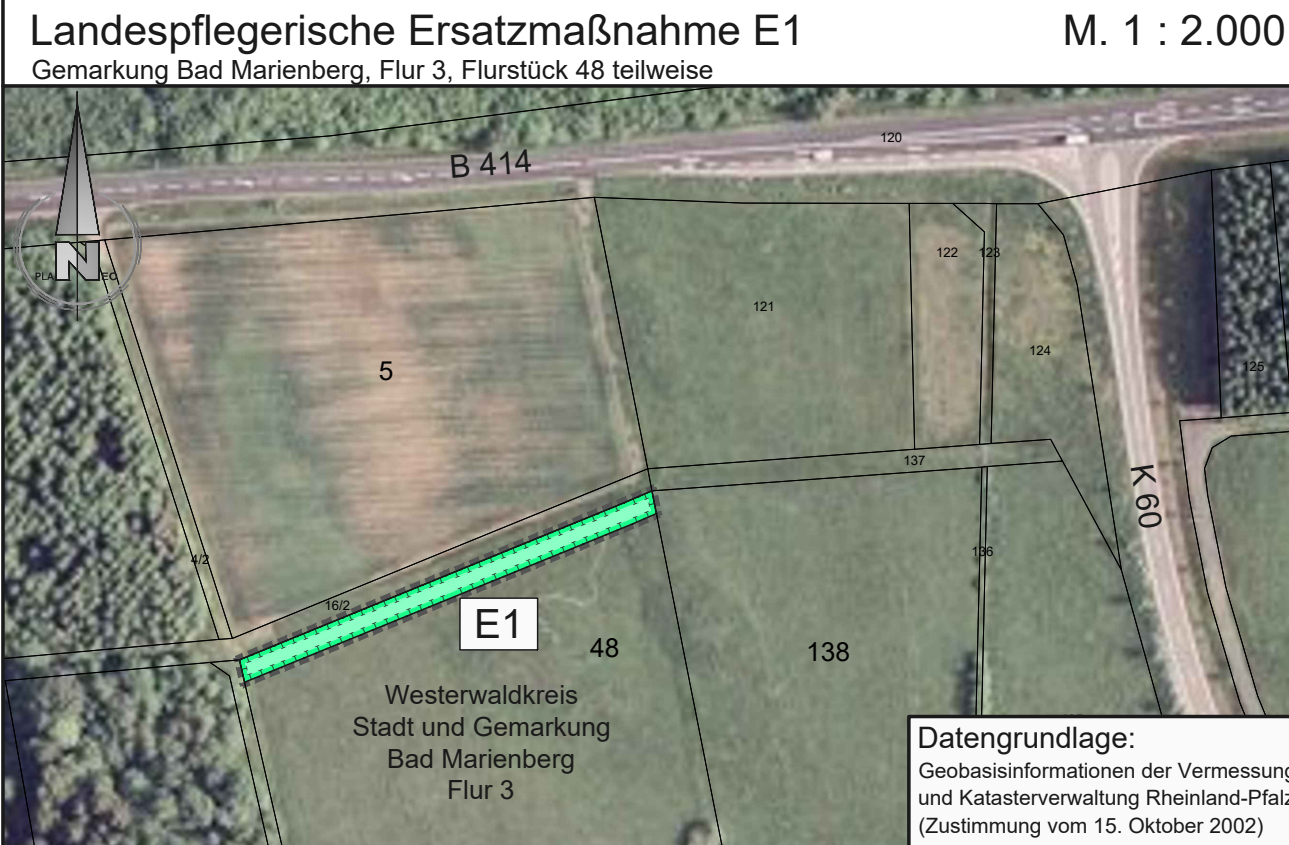 Landespflegerische Ersatzmaßnahme E1 M. 1 : 2.000
Gemarkung Bad Marienberg, Flur 3, Flurstück 48 teilweise
B 414
120
N
122
123
121
124
125
5
137
K 60
4/2
136
16/2
E1
48
138
Westerwaldkreis
Stadt und Gemarkung
Bad Marienberg
Flur 3
Datengrundlage:
Geobasisinformationen der Vermessung
und Katasterverwaltung Rheinland-Pfalz
(Zustimmung vom 15. Oktober 2002)